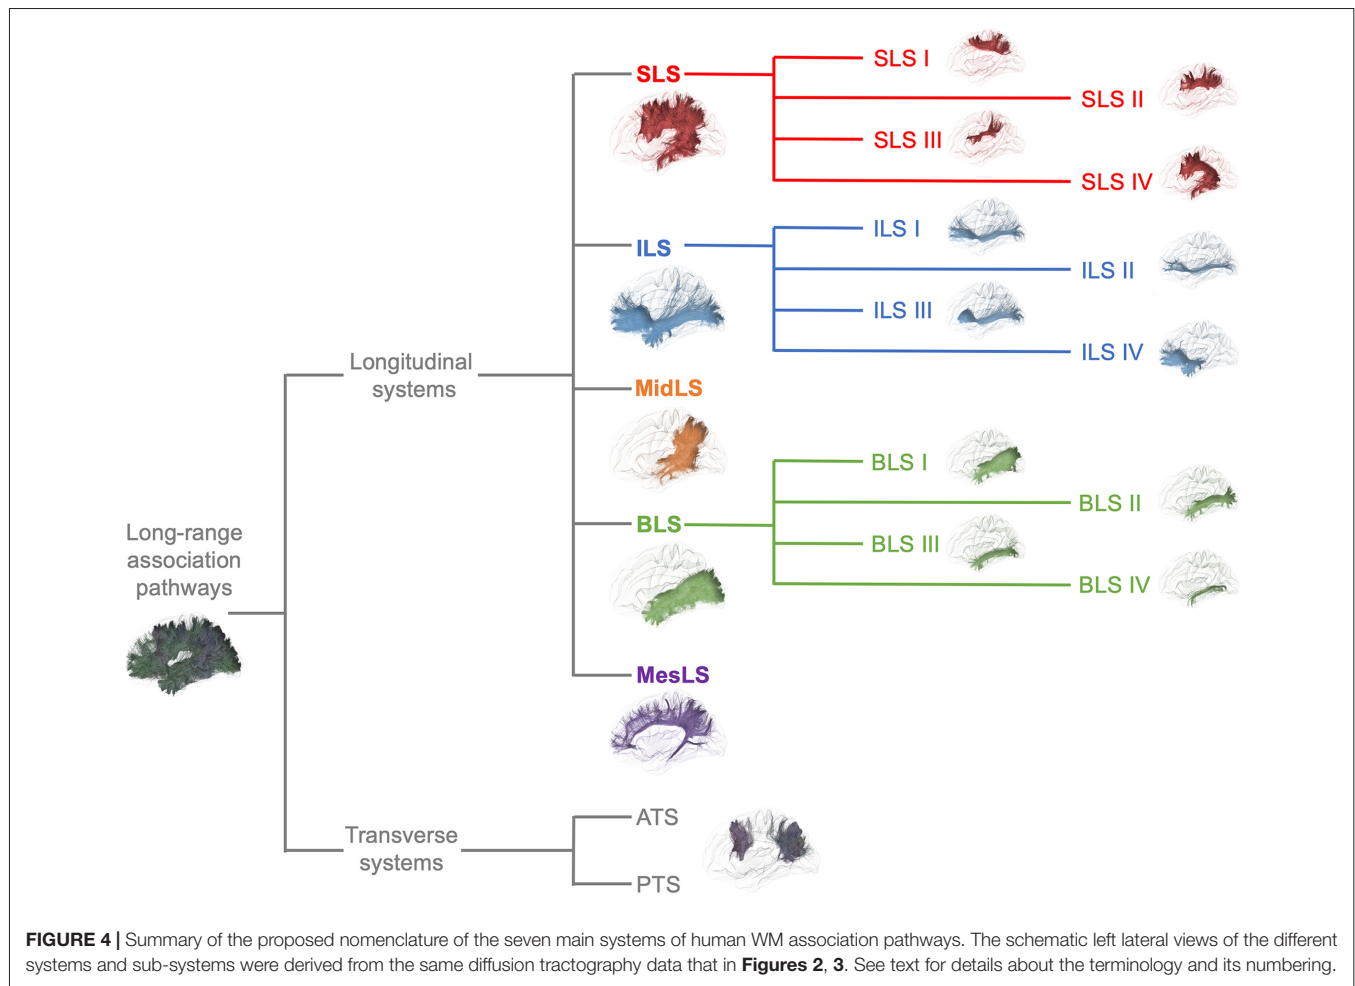 SLS
SLS I
SLS II
SLS III
SLS IV
ILS
ILS I
ILS II
ILS III
ILS IV
Longitudinal
systems
MidLS
BLS
BLS I
BLS II
BLS III
BLS IV
Long-range
association
pathways
MesLS
Transverse
systems
ATS
PTS
FIGURE 4 | Summary of the proposed nomenclature of the seven main systems of human WM association pathways. The schematic left lateral views of the different
systems and sub-systems were derived from the same diffusion tractography data that in Figures 2, 3. See text for details about the terminology and its numbering.